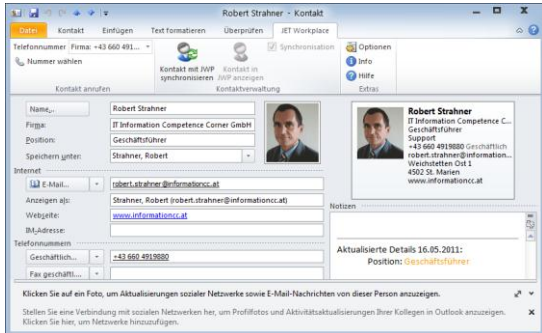 Robert Strahner - Kontakt
Datei Kontakt Einfügen Text formatieren Überprüfen JET Workplace
Telefonnummer Firma: +43 660 491...
Nummer wählen
Kontakt anrufen
Kontakt mit JWP synchronisieren
Kontakt in JWP anzeigen
Synchronisation
Kontaktverwaltung
Optionen
Info
Hilfe
Extras
Name... Robert Strahner
Firma: IT Information Competence Corner GmbH
Position: Geschäftsführer
Speichern unter: Strahner, Robert
Internet
E-Mail... robert.strahner@informationcc.at
Anzeigen als: Strahner, Robert (robert.strahner@informationcc.at)
Webseite: www.informationcc.at
IM-Adresse:
Telefonnummern
Geschäftlich... +43 660 4919880
Fax geschäftl...
Robert Strahner
IT Information Competence C...
Geschäftsführer
Support
+43 660 4919880 Geschäftlich
robert.strahner@information...
Weichstetten Ost 1
4502 St. Marien
www.informationcc.at
Notizen
Aktualisierte Details 16.05.2011:
Position: Geschäftsführer
Klicken Sie auf ein Foto, um Aktualisierungen sozialer Netzwerke sowie E-Mail-Nachrichten von dieser Person anzuzeigen.
Stellen Sie eine Verbindung mit sozialen Netzwerken her, um Profilfotos und Aktivitätsaktualisierungen Ihrer Kollegen in Outlook anzuzeigen.
Klicken Sie hier, um Netzwerke hinzuzufügen.